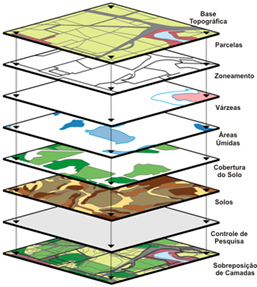 Base
Topográfica
Parcelas
Zoneamento
Várzeas
Áreas
Úmidas
Cobertura
do Solo
Solos
Controle de
Pesquisa
Sobreposição
de Camadas